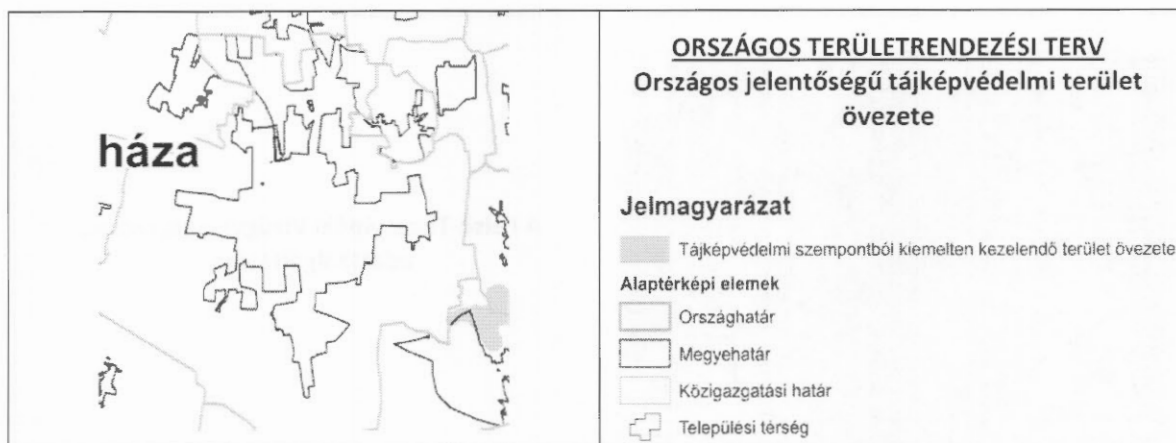 háza
ORSZÁGOS TERÜLETRENDEZÉSI TERV
Országos jelentőségű tájképvédelmi terület
övezete
Jelmagyarázat
Tájképvédelmi szempontból kiemelten kezelendő terület övezete
Alaptérképi elemek
Országhatár
Megyehatár
Közigazgatási határ
Települési térség